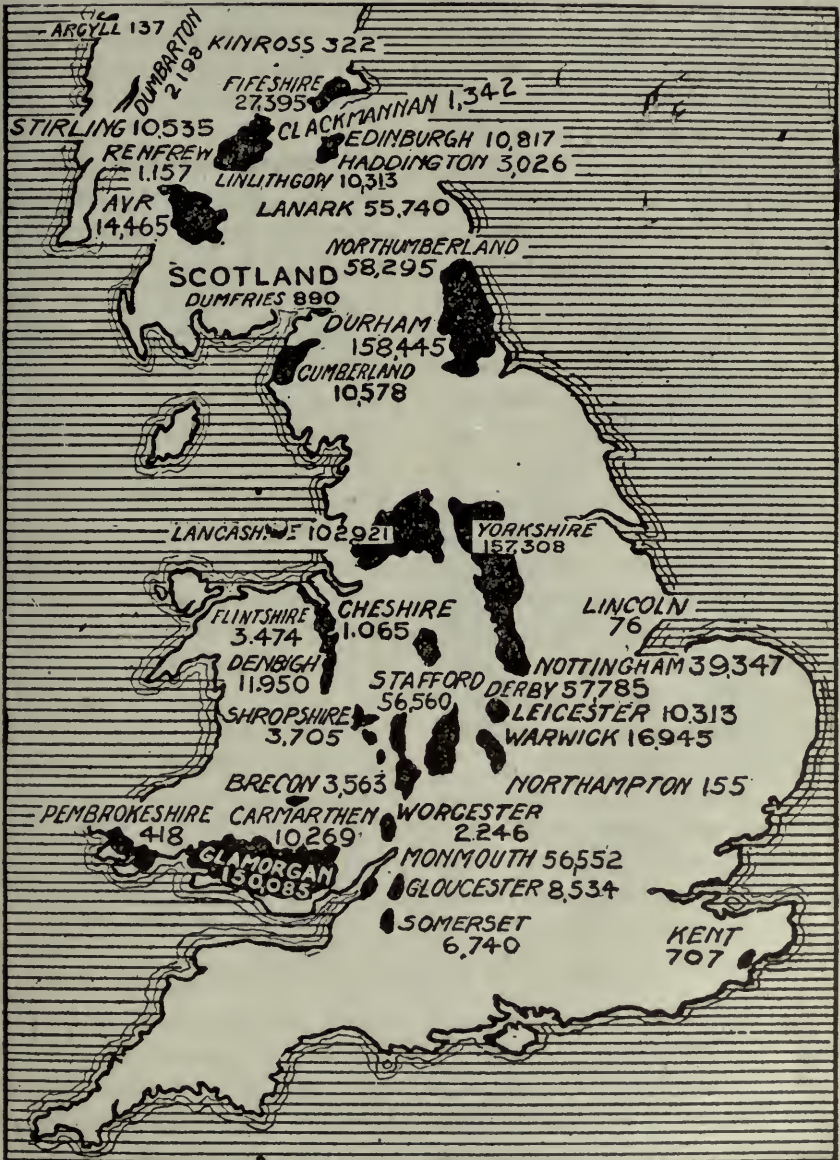 ARGYLL 137
DUMBARTON
2198
KINROSS 322
FIFESHIRE
27,395
CLACKMANNAN 1,342
STIRLING 10,535
EDINBURGH 10,817
RENFREW
1.157
HADDINGTON 3,026
LINLITHGOW 10,313
AYR
14,465
LANARK 55,740
NORTHUMBERLAND
58,295
SCOTLAND
DUMFRIES 890
DURHAM
158,445
CUMBERLAND
10,578
102,921
YORKSHIRE
157,308
FLINTSHIRE
3.474
CHESHIRE
1.065
LINCOLN
76
DENBIGH
11.950
NOTTINGHAM 39,347
STAFFORD
56,560
DERBY 57,785
LEICESTER 10,313
SHROPSHIRE
3,705
WARWICK 16,945
BRECON 3,563
NORTHAMPTON 155
PEMBROKESHIRE
418
CARMARTHEN
10,269
WORCESTER
2.246
GLAMORGAN
150,085
MONMOUTH 56,552
GLOUCESTER 8,534
SOMERSET
6,740
KENT
707